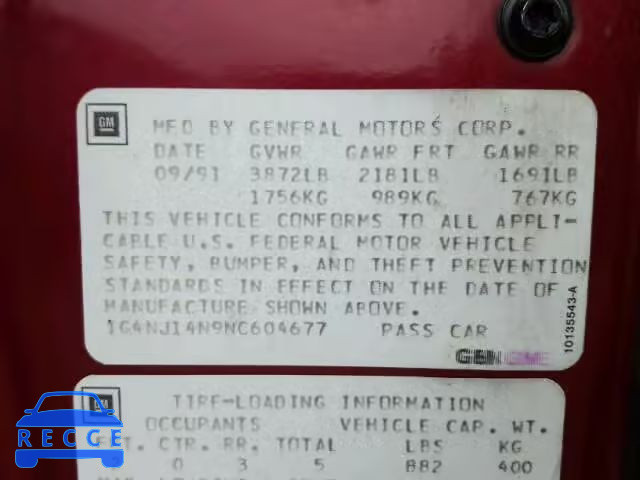 GM
MFD BY GENERAL MOTORS CORP.
DATE GVWR GAWR FRT GAWR RR
09/91 3872LB 2181LB 1691LB
1756KG 989KG 767KG
THIS VEHICLE CONFORMS TO ALL APPLI-
CABLE U.S. FEDERAL MOTOR VEHICLE
SAFETY, BUMPER, AND THEFT PREVENTION
STANDARDS IN EFFECT ON THE DATE OF
MANUFACTURE SHOWN ABOVE.
1G4NJ14N9NC604677 PASS CAR
10135543-A
GM
TIRE-LOADING INFORMATION
OCCUPANTS VEHICLE CAP. WT.
CTR. RR. TOTAL LBS KG
0 3 5 882 400
RECGE